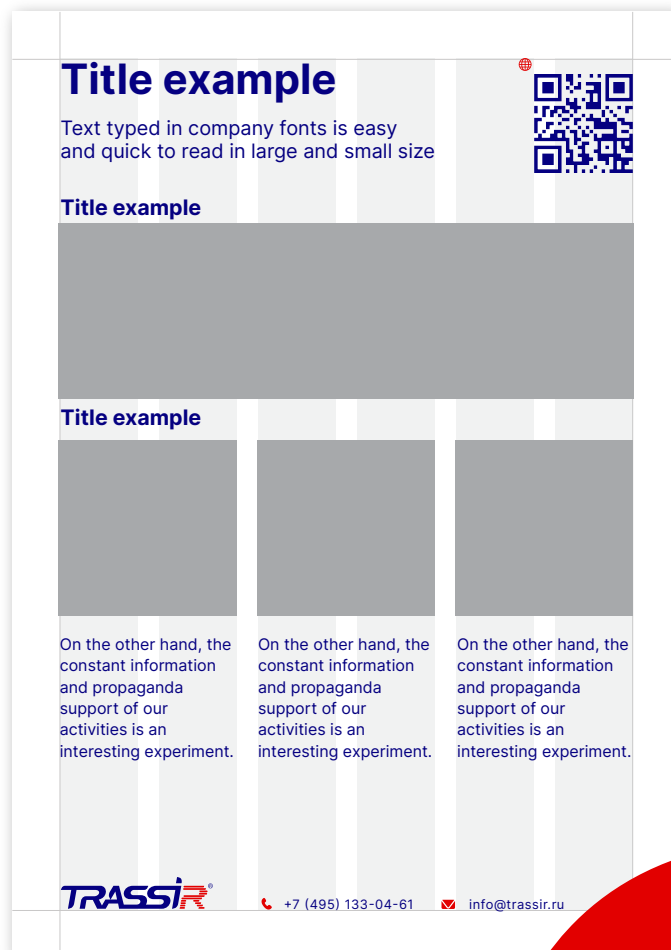 Title example
Text typed in company fonts is easy
and quick to read in large and small size
Title example
Title example
On the other hand, the
constant information
and propaganda
support of our
activities is an
interesting experiment.
On the other hand, the
constant information
and propaganda
support of our
activities is an
interesting experiment.
On the other hand, the
constant information
and propaganda
support of our
activities is an
interesting experiment.
TRASSIR®
+7 (495) 133-04-61
info@trassir.ru